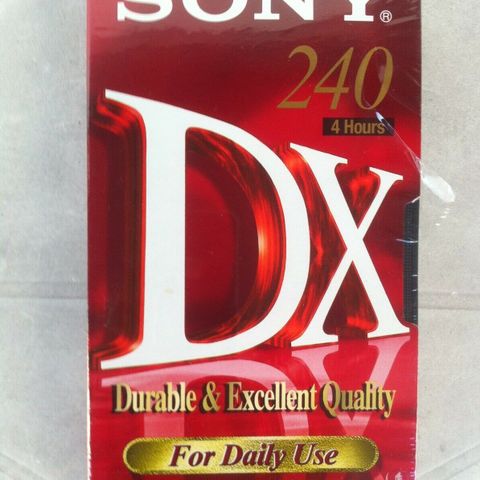 SONY®
240
4 Hours
DX
Durable & Excellent Quality
For Daily Use